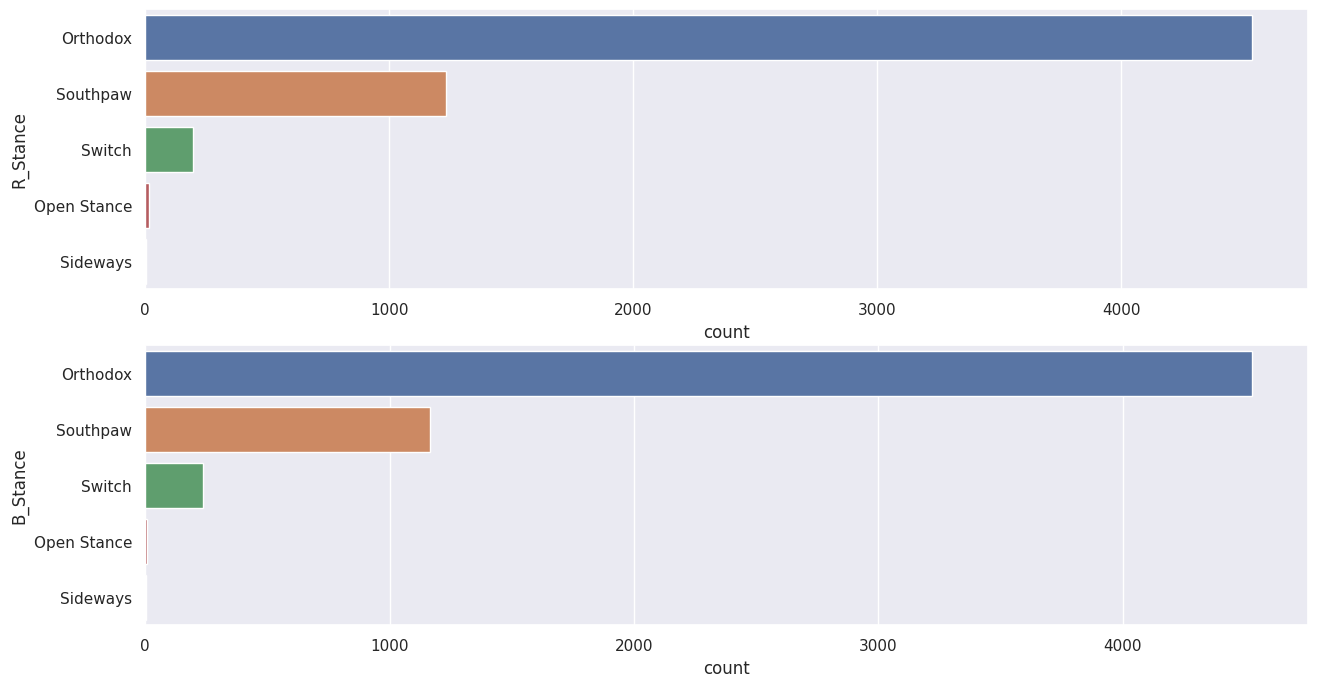 Orthodox
Southpaw
Switch
Open Stance
Sideways
R_Stance
0 1000 2000 3000 4000
count
Orthodox
Southpaw
Switch
Open Stance
Sideways
B_Stance
0 1000 2000 3000 4000
count